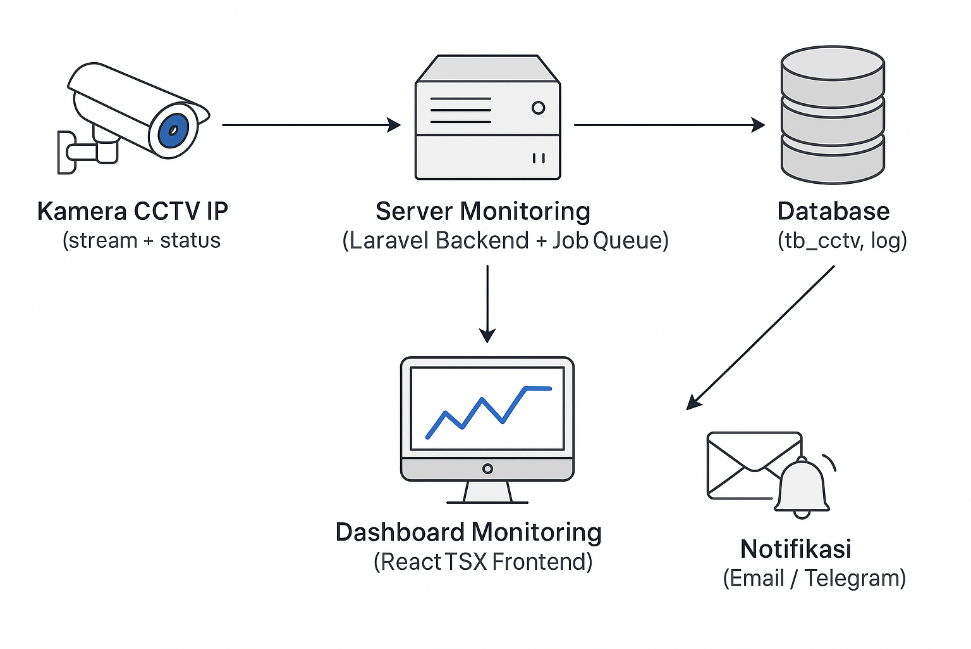 Kamera CCTV IP
(stream + status
Server Monitoring
(Laravel Backend + Job Queue)
Database
(tb_cctv, log)
Dashboard Monitoring
(React TSX Frontend)
Notifikasi
(Email / Telegram)